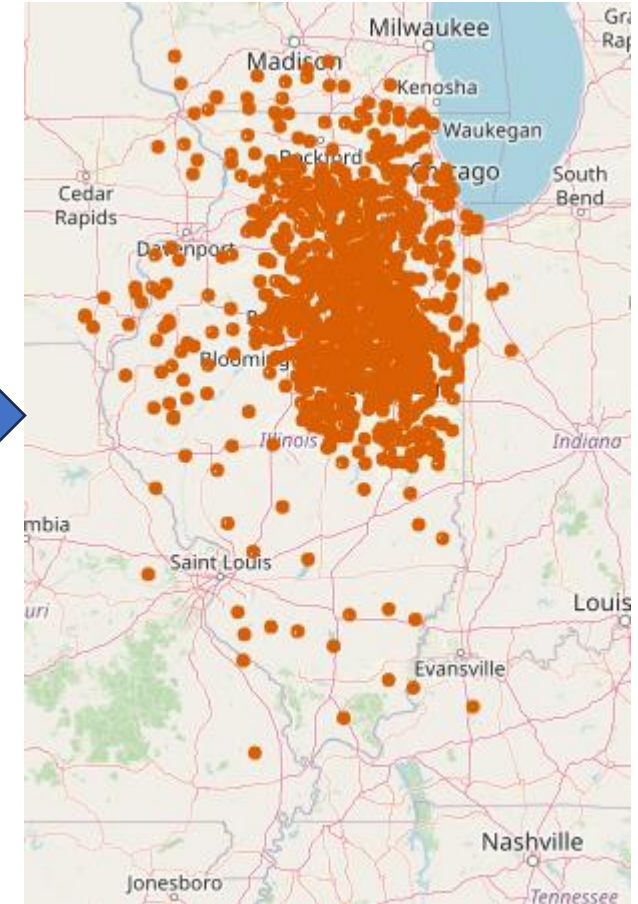 Milwaukee
Gra
Rap
Madison
Kenosha
Waukegan
Rockford
Chicago
South
Bend
Cedar
Rapids
Davenport
Blooming
Illinois
Indiana
mbia
Saint Louis
uri
Louis
Evansville
Nashville
Jonesboro
Tennessee